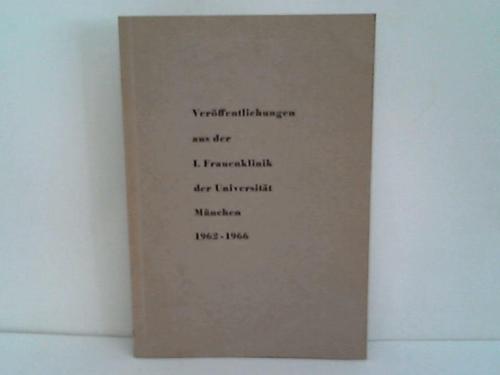 Veröffentlichungen
aus der
I. Frauenklinik
der Universität
München
1962-1966